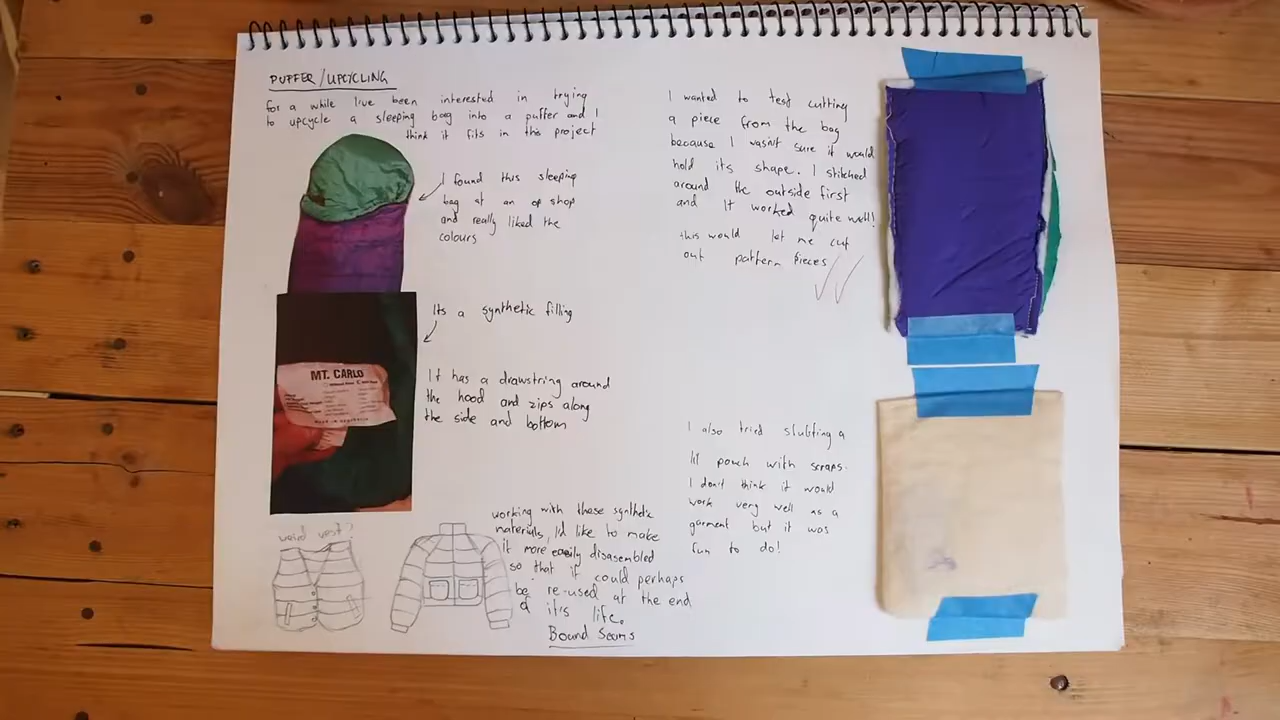 PUFFER/UPCYCLING
for a while I've been interested in trying
to upcycle a sleeping bag into a puffer and I
think it fits in this project
I found this sleeping
bag at an op shop
and really liked the
colours
Its a synthetic filling
MT. CARLO
It has a drawstring around
the hood and zips along
the side and bottom
weird vest?
working with these synthetic
materials, I'd like to make
it more easily disasembled
so that it could perhaps
be re-used at the end
of its life.
Bound Seams
I wanted to test cutting
a piece from the bag
because I wasn't sure it would
hold its shape. I stitched
around the outside first
and it worked quite well!
this would let me cut
out pattern pieces
I also tried stuffing a
lil pouch with scraps.
I don't think it would
work very well as a
garment but it was
fun to do!